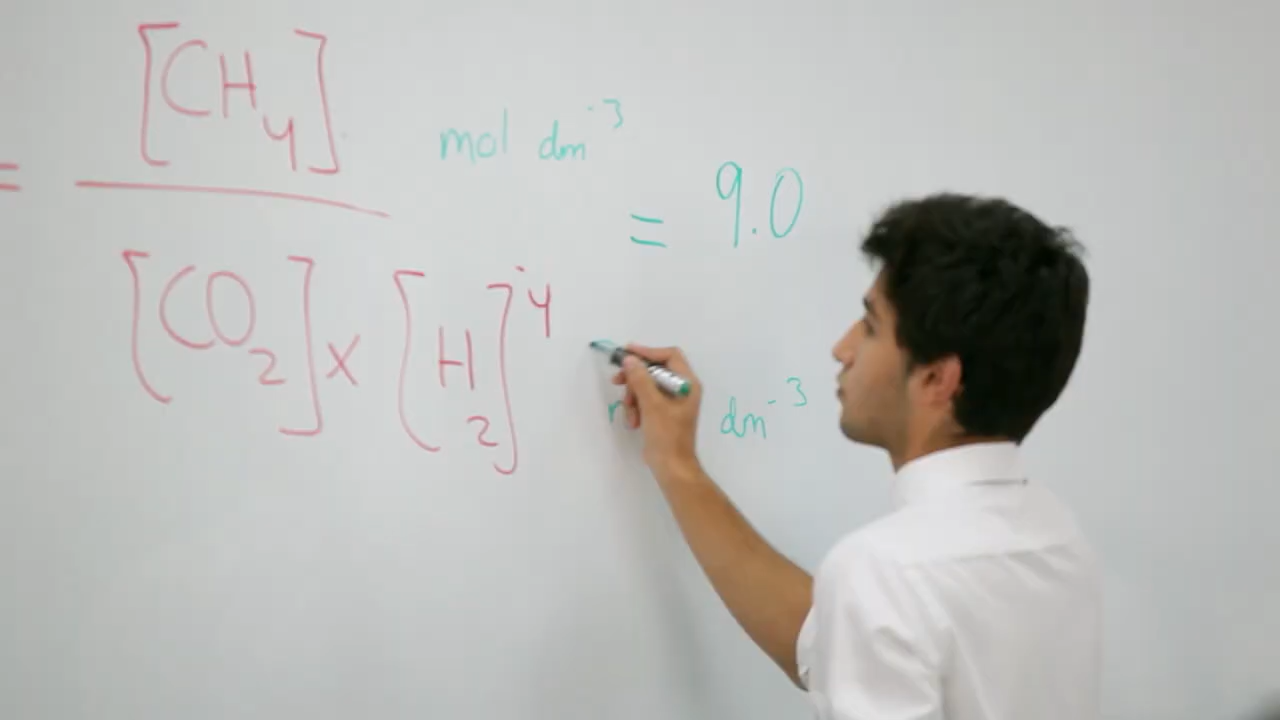 [CH4] mol dm-3
= = 9.0
[CO2] x [H2]4
dm-3